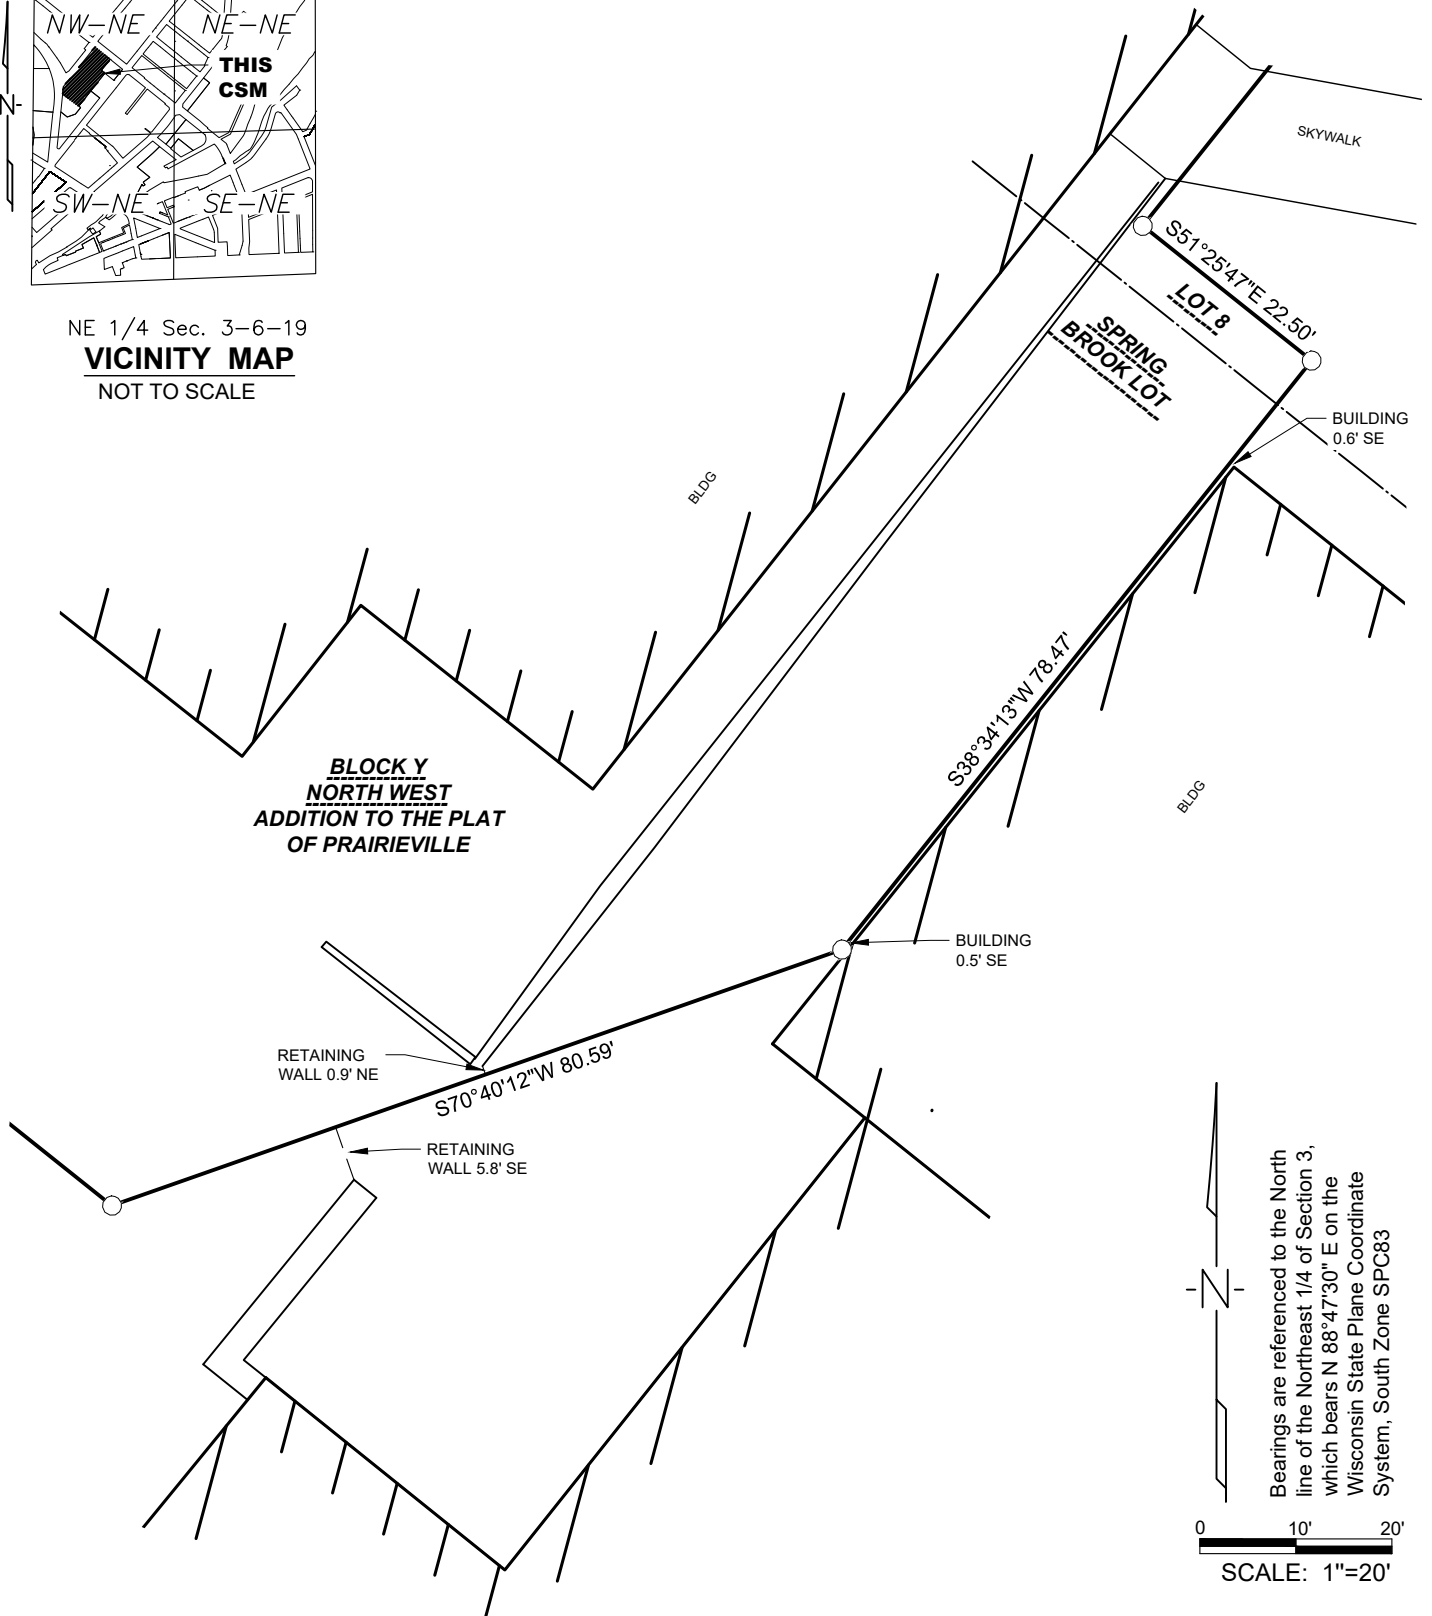 NW-NE
NE-NE
THIS
CSM
N
SW-NE
SE-NE
NE 1/4 Sec. 3-6-19
VICINITY MAP
NOT TO SCALE
SKYWALK
S51°25'47"E 22.50'
LOT 8
SPRING
BROOK LOT
BUILDING
0.6' SE
BLDG
S38°34'13"W 78.47'
BLOCK Y
NORTH WEST
ADDITION TO THE PLAT
OF PRAIRIEVILLE
BLDG
BUILDING
0.5' SE
RETAINING
WALL 0.9' NE
S70°40'12"W 80.59'
RETAINING
WALL 5.8' SE
N
Bearings are referenced to the North
line of the Northeast 1/4 of Section 3,
which bears N 88°47'30" E on the
Wisconsin State Plane Coordinate
System, South Zone SPC83
0 10' 20'
SCALE: 1"=20'